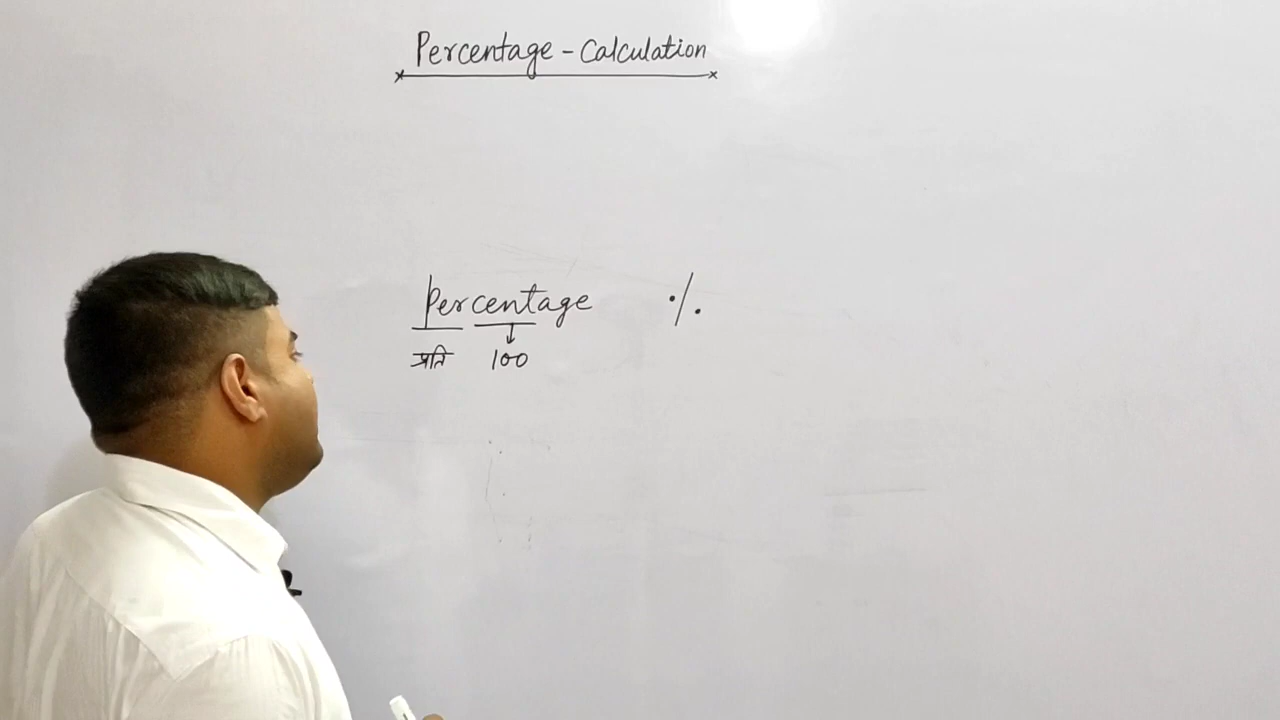 Percentage - Calculation
percentage %
प्रति 100